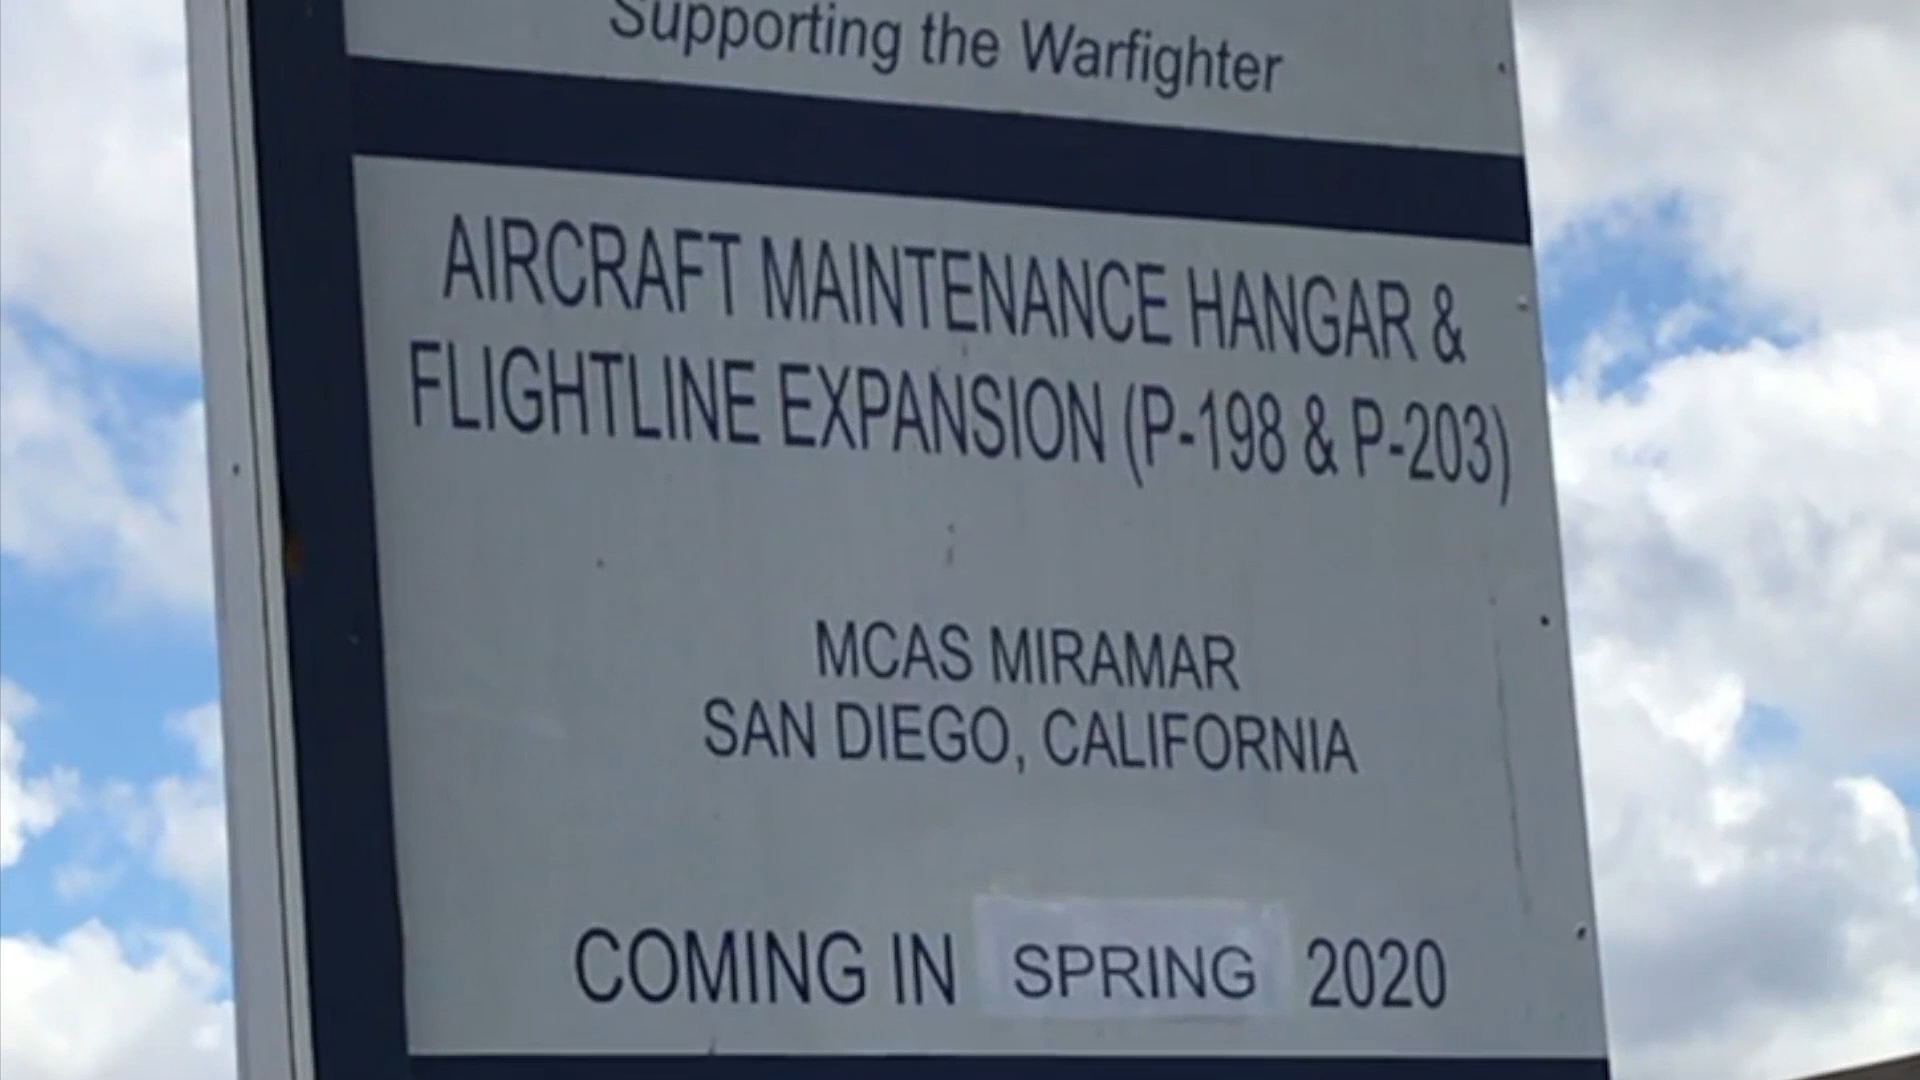 Supporting the Warfighter
AIRCRAFT MAINTENANCE HANGAR &
FLIGHTLINE EXPANSION (P-198 & P-203)
MCAS MIRAMAR
SAN DIEGO, CALIFORNIA
COMING IN SPRING 2020